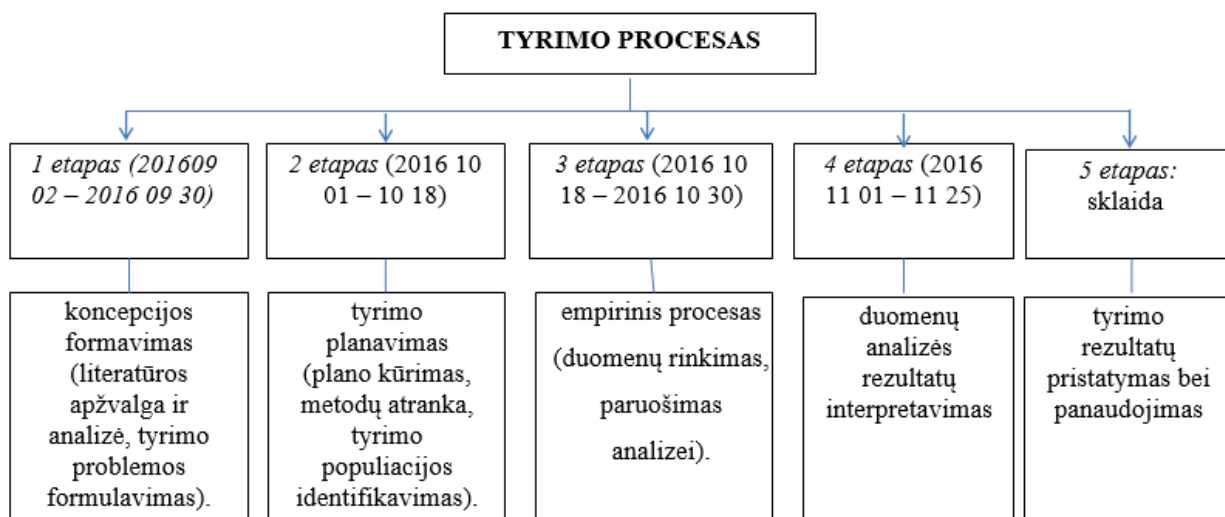 TYRIMO PROCESAS
1 etapas (201609
02 – 2016 09 30)
2 etapas (2016 10
01 – 10 18)
3 etapas (2016 10
18 – 2016 10 30)
4 etapas (2016
11 01 – 11 25)
5 etapas:
sklaida
koncepcijos
formavimas
(literatūros
apžvalga ir
analizė, tyrimo
problemos
formulavimas).
tyrimo
planavimas
(plano kūrimas,
metodų atranka,
tyrimo
populiacijos
identifikavimas).
empirinis procesas
(duomenų rinkimas,
paruošimas
analizei).
duomenų
analizės
rezultatų
interpretavimas
tyrimo
rezultatų
pristatymas bei
panaudojimas